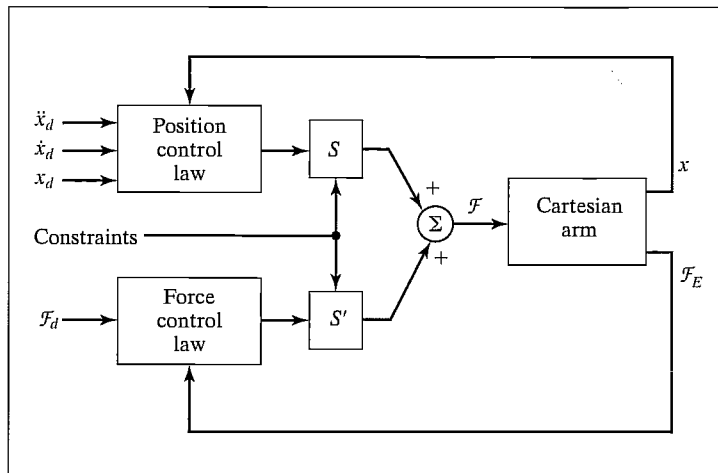 ẍ_d
ẋ_d
x_d
Position
control
law
S
+
Σ
+
ℱ
Cartesian
arm
x
ℱ_E
Constraints
ℱ_d
Force
control
law
S′